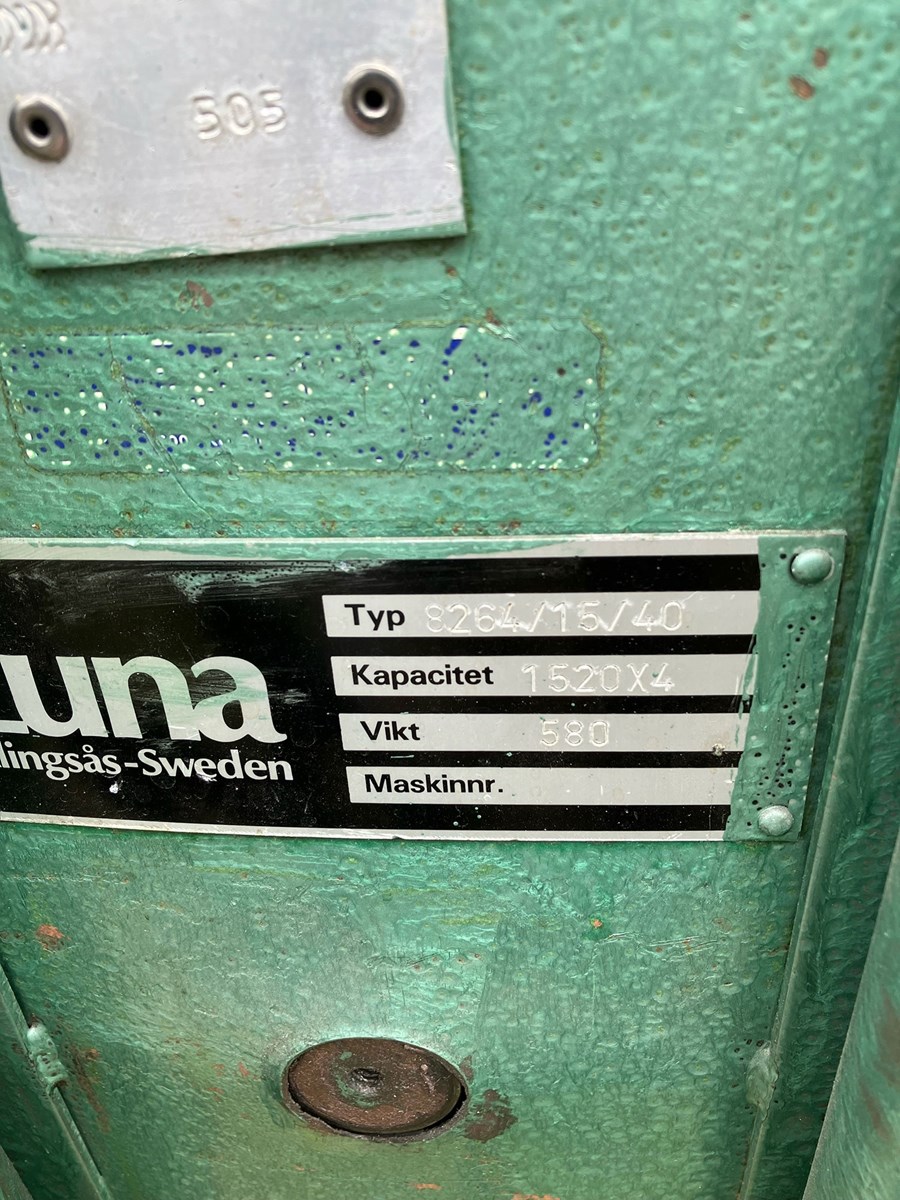 505
Luna
lingsås-Sweden
Typ 8264/15/40
Kapacitet 1520X4
Vikt 580
Maskinnr.